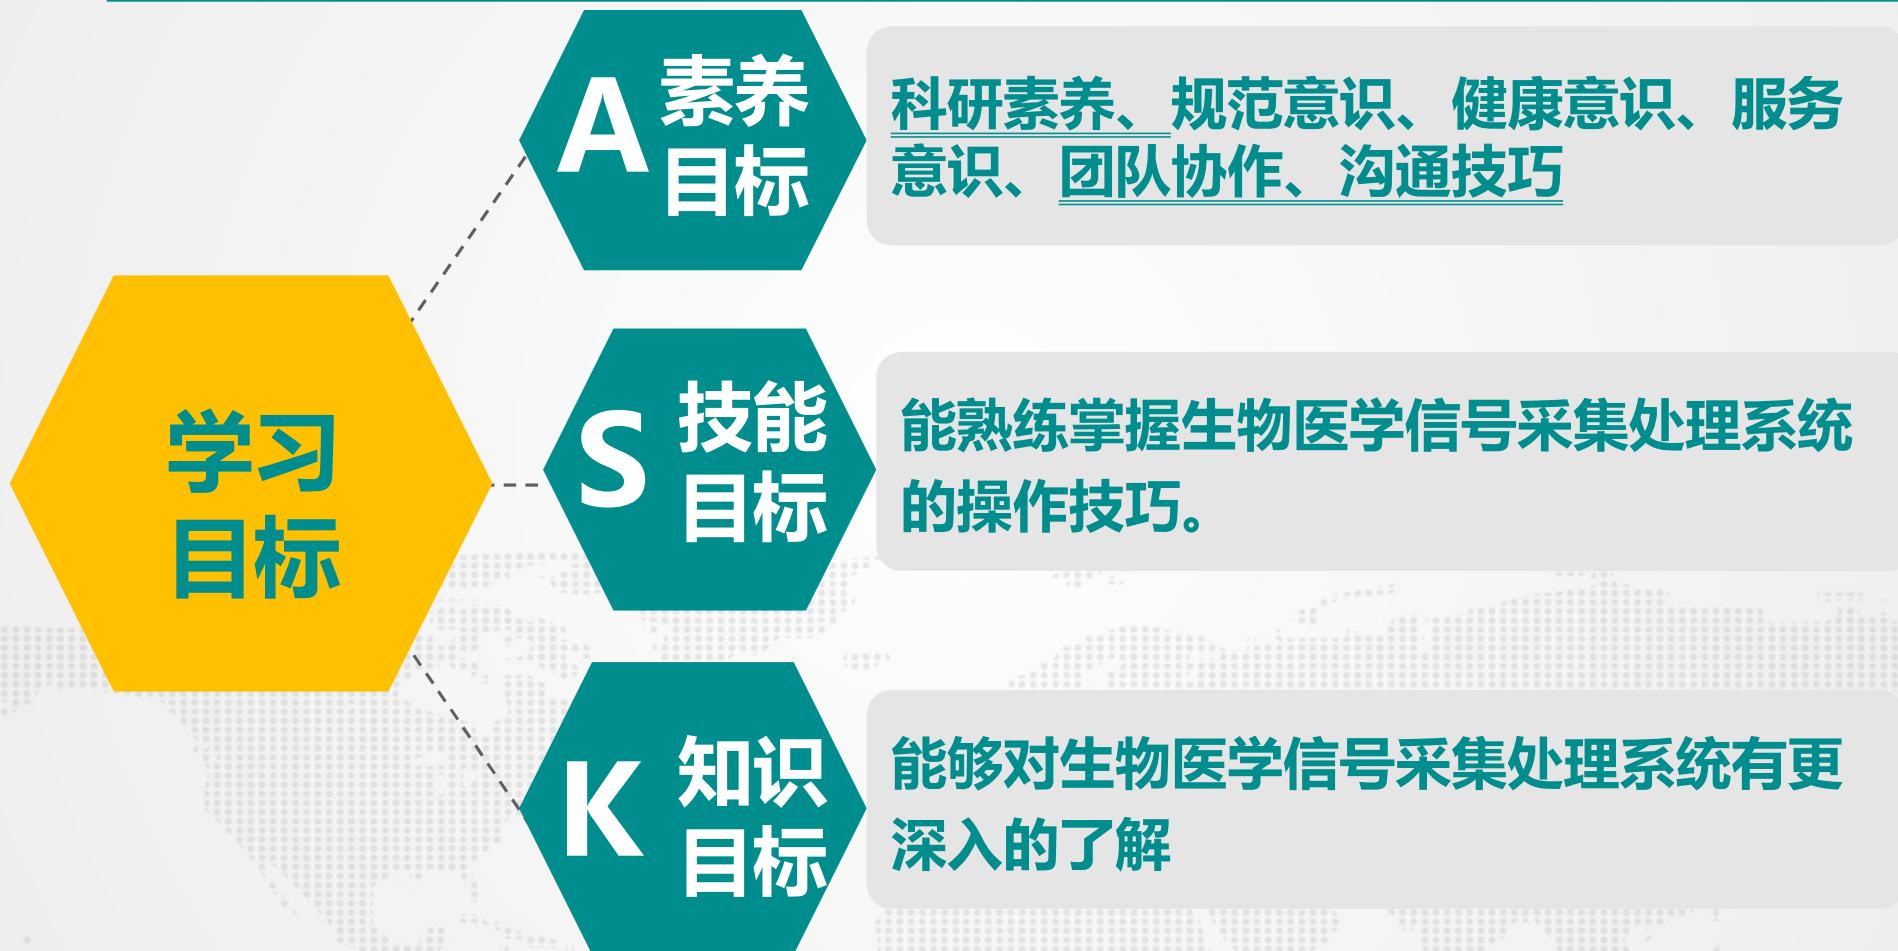 学习
目标
A
素养
目标
科研素养、规范意识、健康意识、服务
意识、团队协作、沟通技巧
S
技能
目标
能熟练掌握生物医学信号采集处理系统
的操作技巧。
K
知识
目标
能够对生物医学信号采集处理系统有更
深入的了解